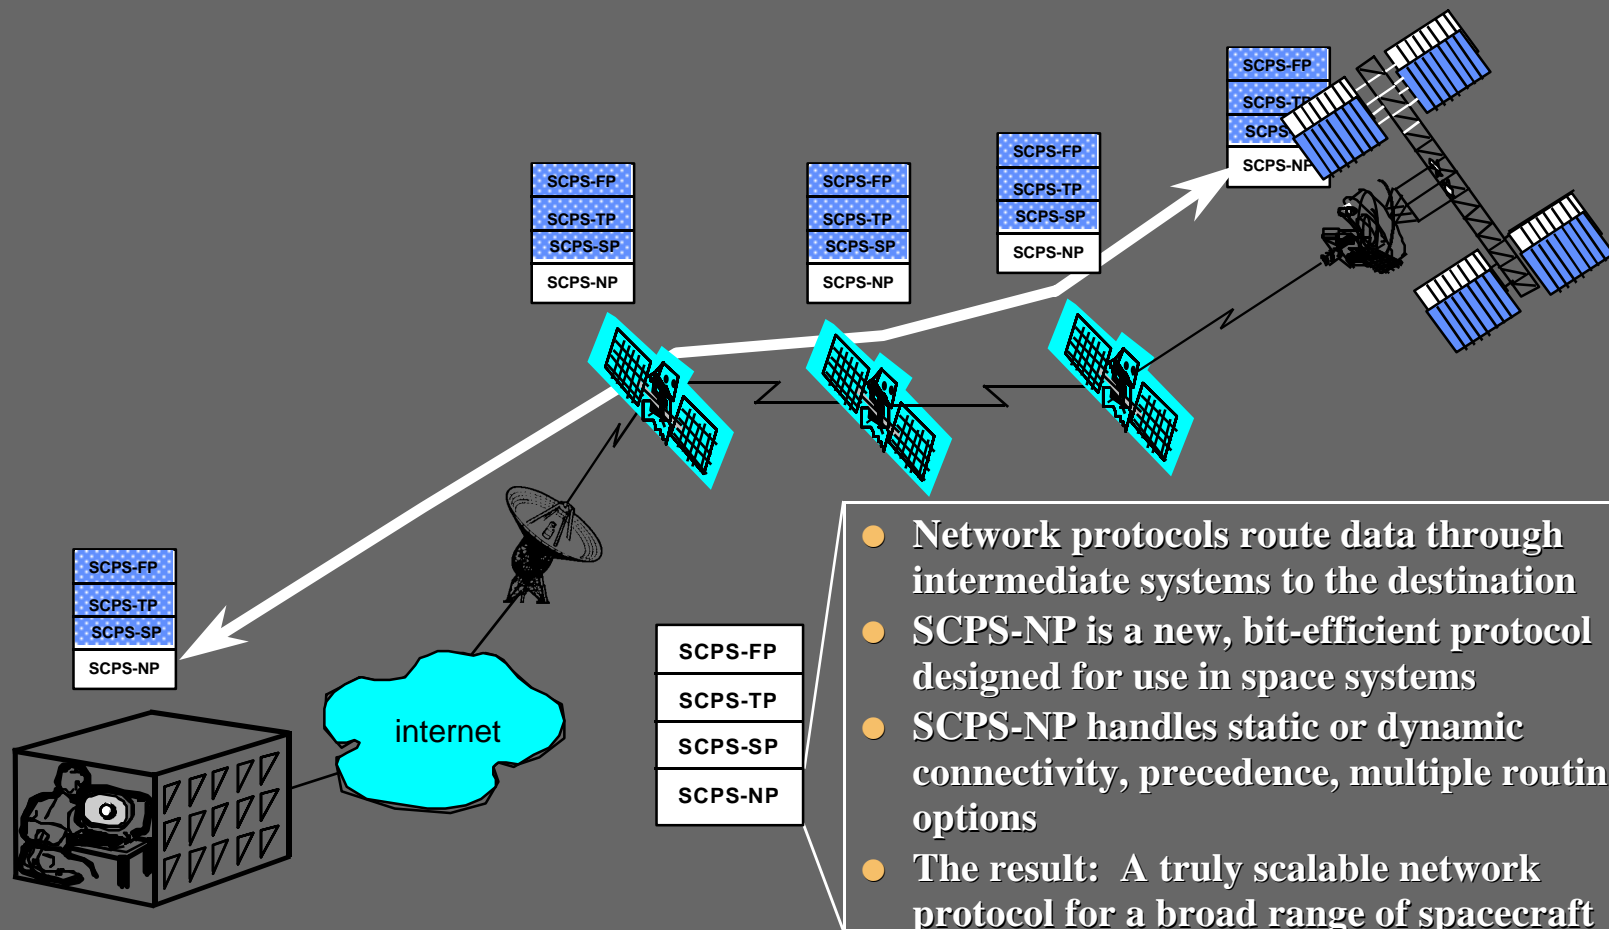 SCPS-FP
SCPS-TP
SCPS-NP
SCPS-FP
SCPS-TP
SCPS-SP
SCPS-NP
SCPS-FP
SCPS-TP
SCPS-SP
SCPS-NP
SCPS-FP
SCPS-TP
SCPS-SP
SCPS-NP
SCPS-FP
SCPS-TP
SCPS-SP
SCPS-NP
internet
SCPS-FP
SCPS-TP
SCPS-SP
SCPS-NP
Network protocols route data through
intermediate systems to the destination
SCPS-NP is a new, bit-efficient protocol
designed for use in space systems
SCPS-NP handles static or dynamic
connectivity, precedence, multiple routin
options
The result: A truly scalable network
protocol for a broad range of spacecraft